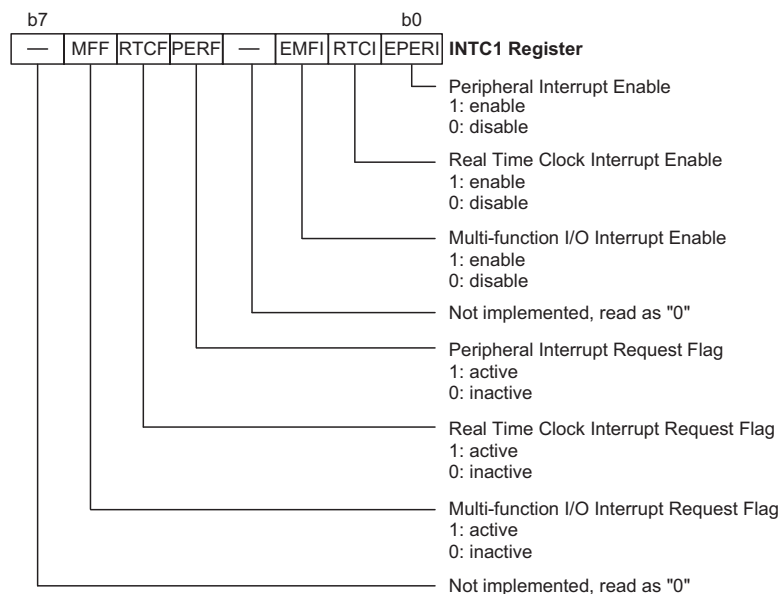 b7 b0
— MFF RTCF PERF — EMFI RTCI EPERI INTC1 Register
Peripheral Interrupt Enable
1: enable
0: disable
Real Time Clock Interrupt Enable
1: enable
0: disable
Multi-function I/O Interrupt Enable
1: enable
0: disable
Not implemented, read as "0"
Peripheral Interrupt Request Flag
1: active
0: inactive
Real Time Clock Interrupt Request Flag
1: active
0: inactive
Multi-function I/O Interrupt Request Flag
1: active
0: inactive
Not implemented, read as "0"